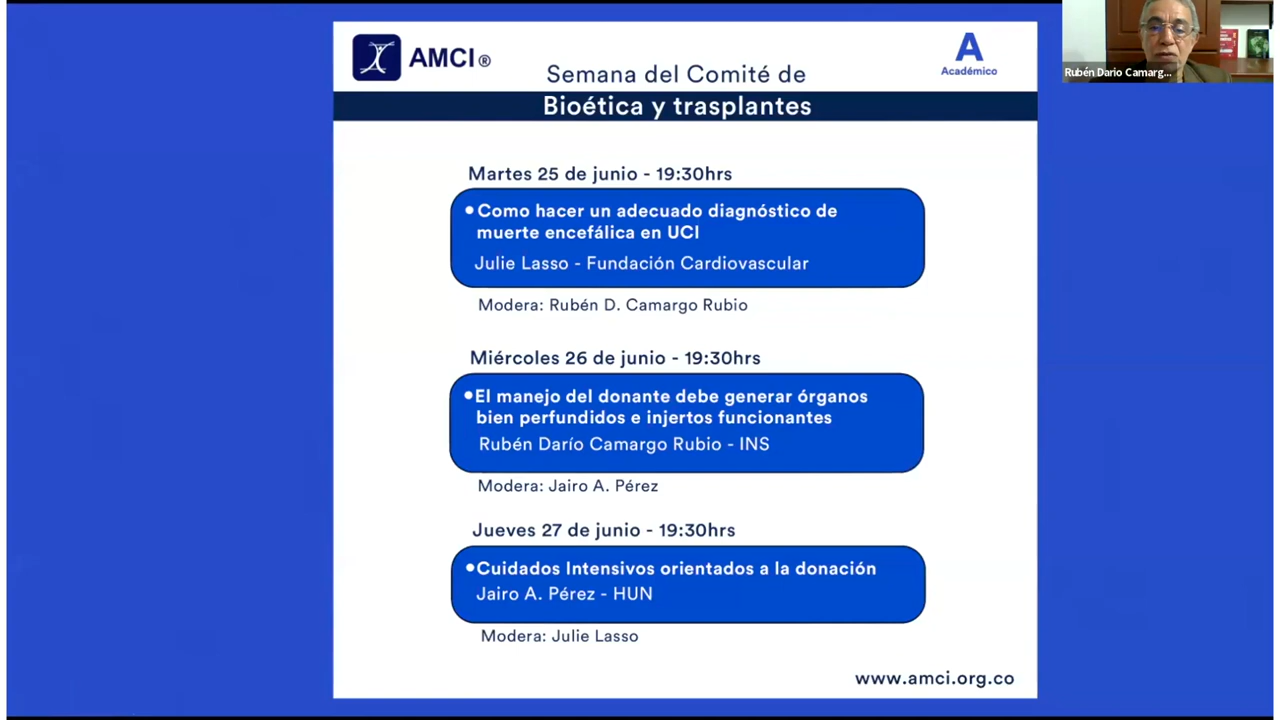 AMCI®
A
Académico
Semana del Comité de
Bioética y trasplantes
Rubén Dario Camarg...
Martes 25 de junio - 19:30hrs
•Como hacer un adecuado diagnóstico de
muerte encefálica en UCI
Julie Lasso - Fundación Cardiovascular
Modera: Rubén D. Camargo Rubio
Miércoles 26 de junio - 19:30hrs
•El manejo del donante debe generar órganos
bien perfundidos e injertos funcionantes
Rubén Darío Camargo Rubio - INS
Modera: Jairo A. Pérez
Jueves 27 de junio - 19:30hrs
•Cuidados Intensivos orientados a la donación
Jairo A. Pérez - HUN
Modera: Julie Lasso
www.amci.org.co